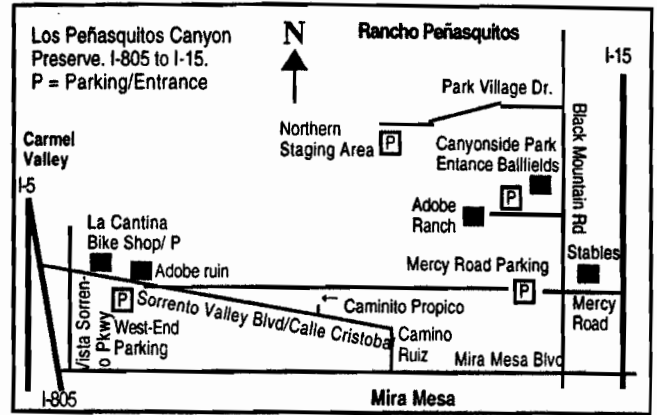 Los Peñasquitos Canyon
Preserve. I-805 to I-15.
P = Parking/Entrance
N
Rancho Peñasquitos
I-15
Park Village Dr.
Northern
Staging Area
P
Black Mountain Rd
Canyonside Park
Entance Ballfields
P
Carmel
Valley
I-5
Adobe
Ranch
La Cantina
Bike Shop/ P
Adobe ruin
Mercy Road Parking
P
Stables
Mercy
Road
Vista Sorren-
o Pkwy
P
West-End
Parking
Sorrento Valley Blvd/Calle Cristoba
Caminito Propico
Camino
Ruiz
Mira Mesa Blvd
I-805
Mira Mesa